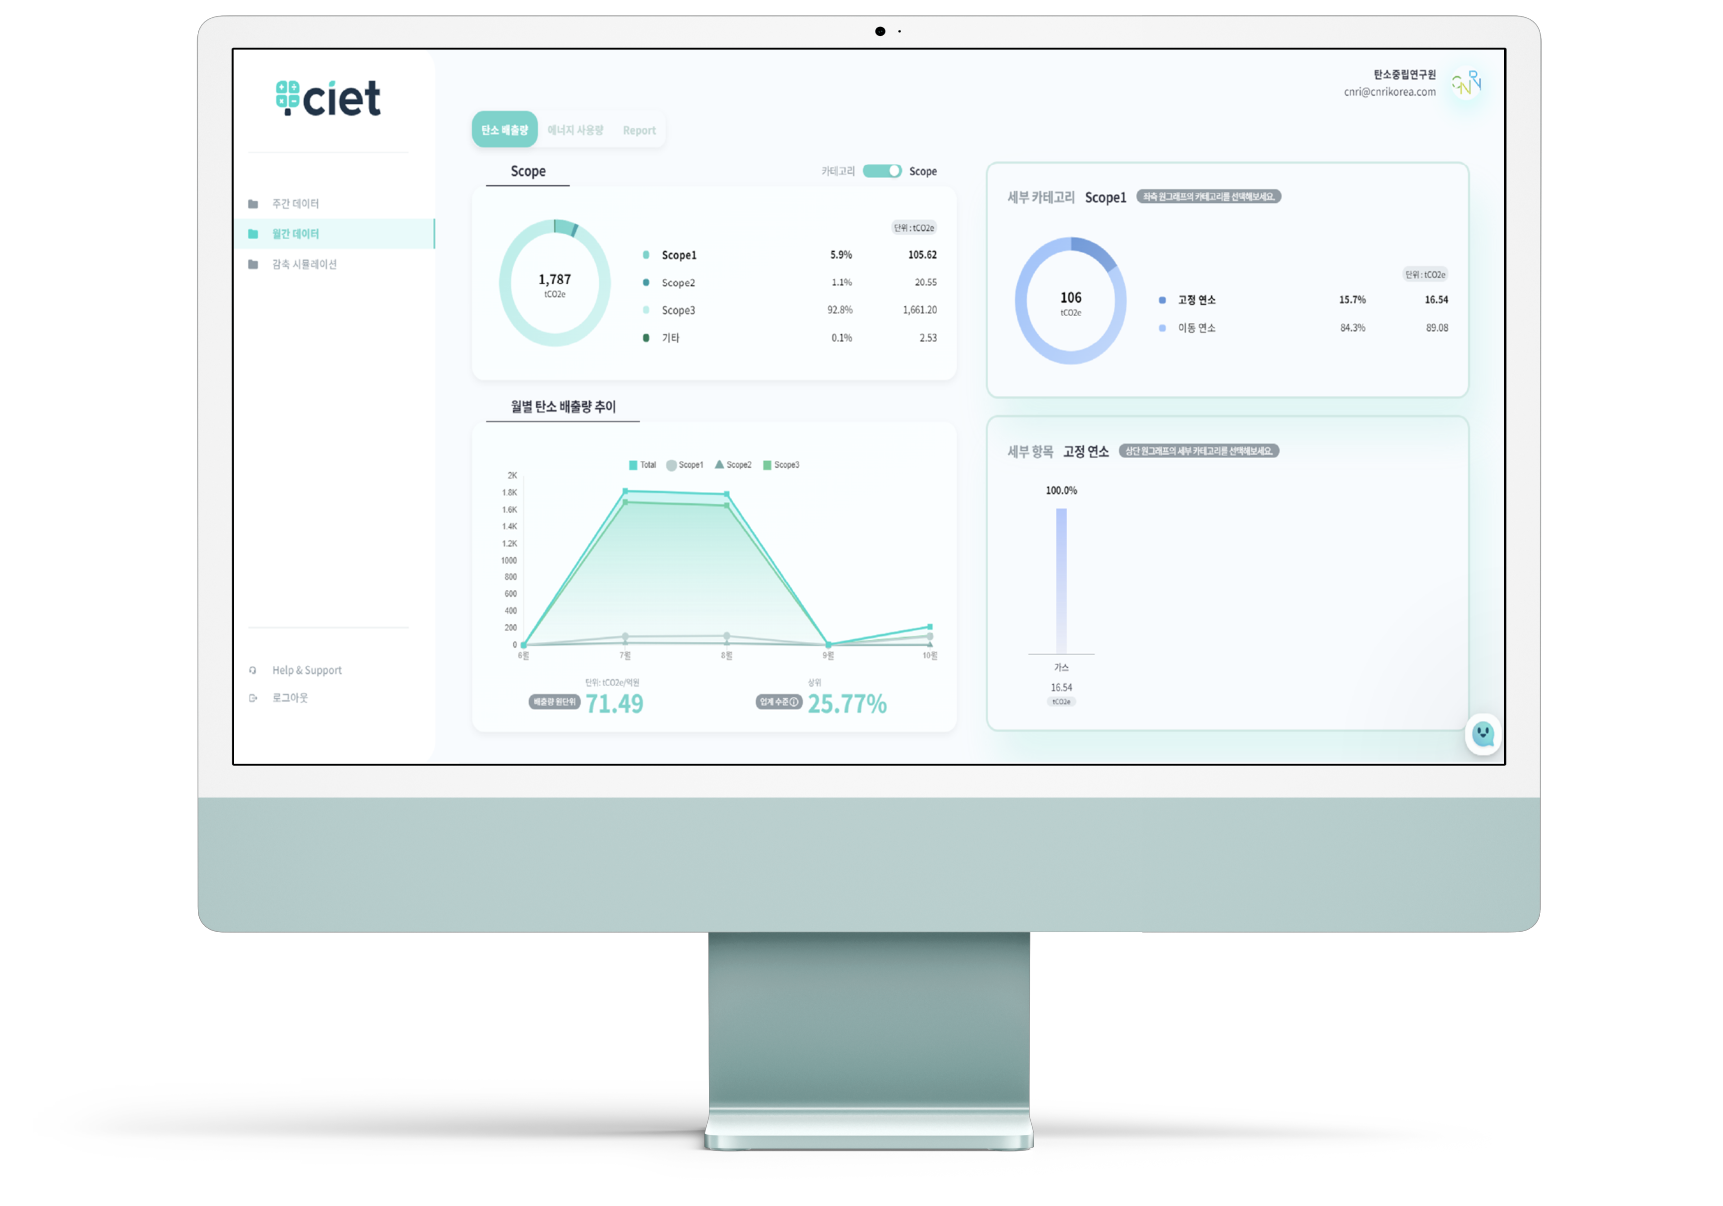 ciet
탄소중립연구원
cnri@cnrikorea.com
CNRI
주간 데이터
월간 데이터
감축 시뮬레이션
Help & Support
로그아웃
탄소 배출량 에너지 사용량 Report
Scope
카테고리 Scope
단위 : tCO2e
1,787
tCO2e
Scope1 5.9% 105.62
Scope2 1.1% 20.55
Scope3 92.8% 1,661.20
기타 0.1% 2.53
월별 탄소 배출량 추이
Total Scope1 Scope2 Scope3
2K
1.8K
1.6K
1.4K
1.2K
1000
800
600
400
200
0
6월 7월 8월 9월 10월
단위: tCO2e/억원
배출량 원단위 71.49
상위
업계 수준 25.77%
세부 카테고리 Scope1 좌측 원그래프의 카테고리를 선택해보세요.
단위 : tCO2e
106
tCO2e
고정 연소 15.7% 16.54
이동 연소 84.3% 89.08
세부 항목 고정 연소 상단 원그래프의 세부 카테고리를 선택해보세요.
100.0%
가스
16.54
tCO2e